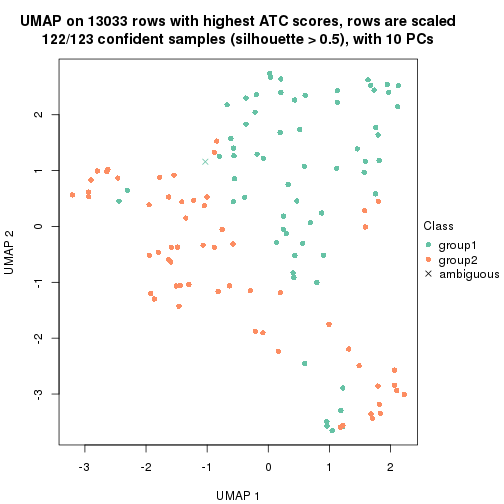 UMAP on 13033 rows with highest ATC scores, rows are scaled
122/123 confident samples (silhouette > 0.5), with 10 PCs
2
1
0
-1
-2
-3
UMAP 2
-3
-2
-1
0
1
2
UMAP 1
Class
group1
group2
ambiguous